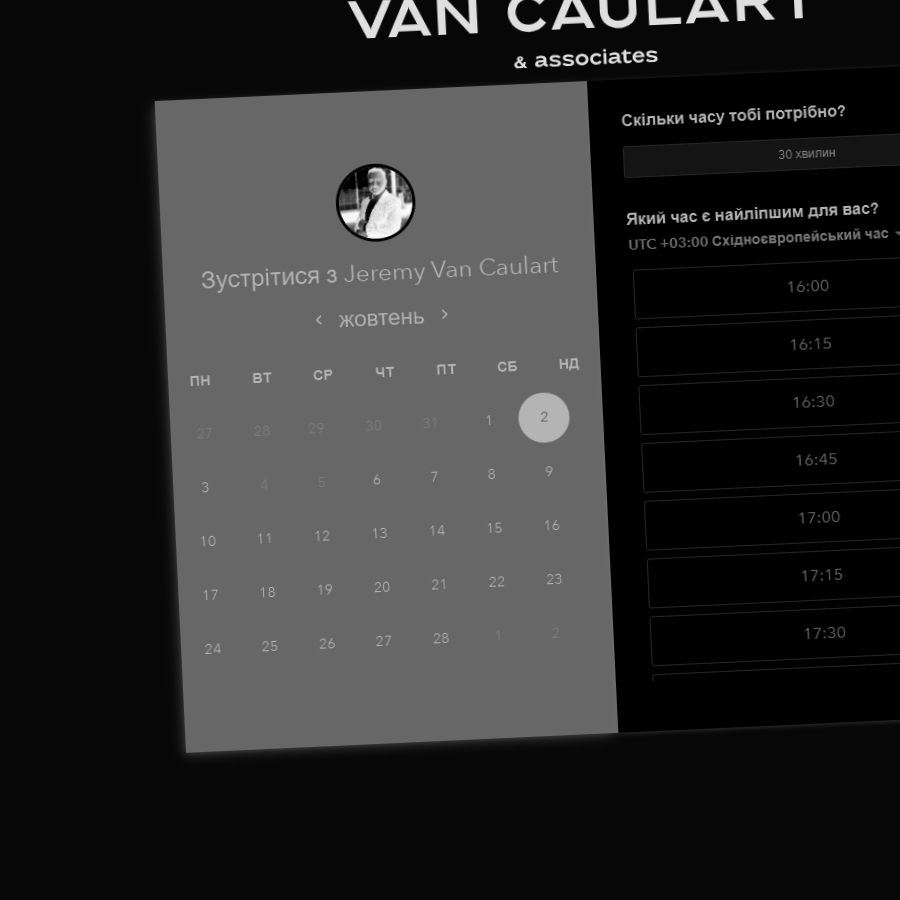 VAN CAULART
& associates
Зустрітися з Jeremy Van Caulart
жовтень
ПН ВТ СР ЧТ ПТ СБ НД
27 28 29 30 31 1 2
3 4 5 6 7 8 9
10 11 12 13 14 15 16
17 18 19 20 21 22 23
24 25 26 27 28 1 2
Скільки часу тобі потрібно?
30 хвилин
Який час є найліпшим для вас?
UTC +03:00 Східноєвропейський час
16:00
16:15
16:30
16:45
17:00
17:15
17:30